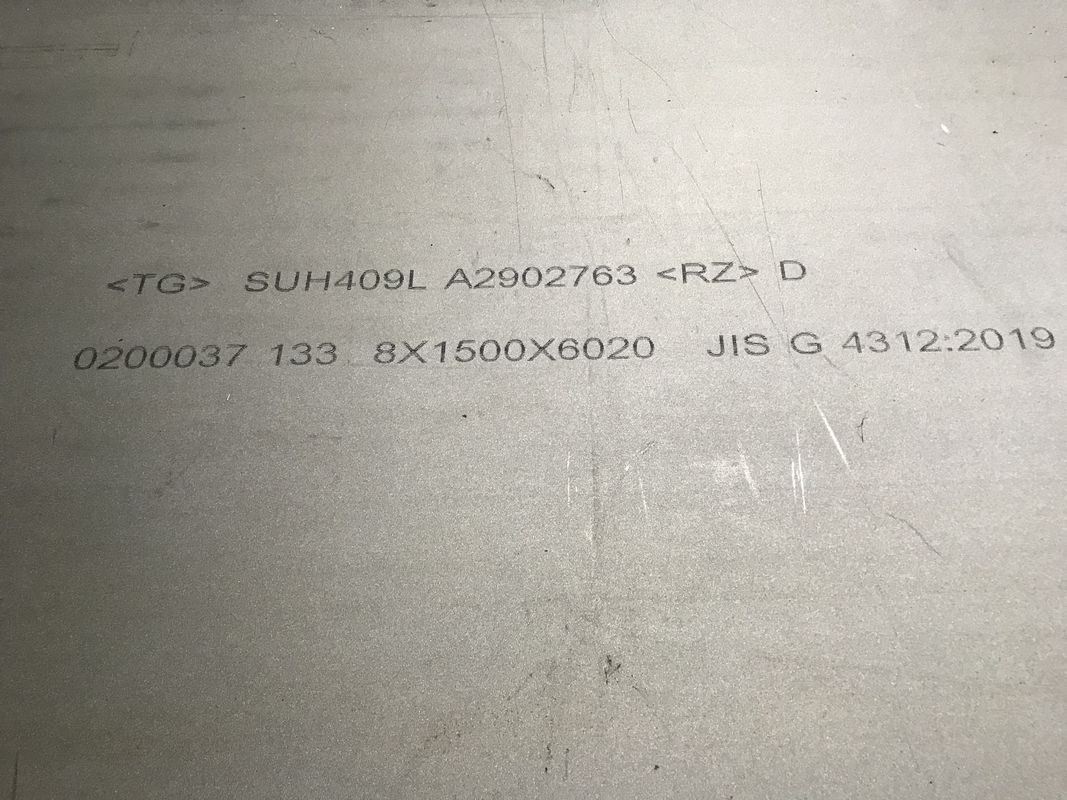 <TG> SUH409L A2902763 <RZ> D
0200037 133 8X1500X6020 JIS G 4312:2019